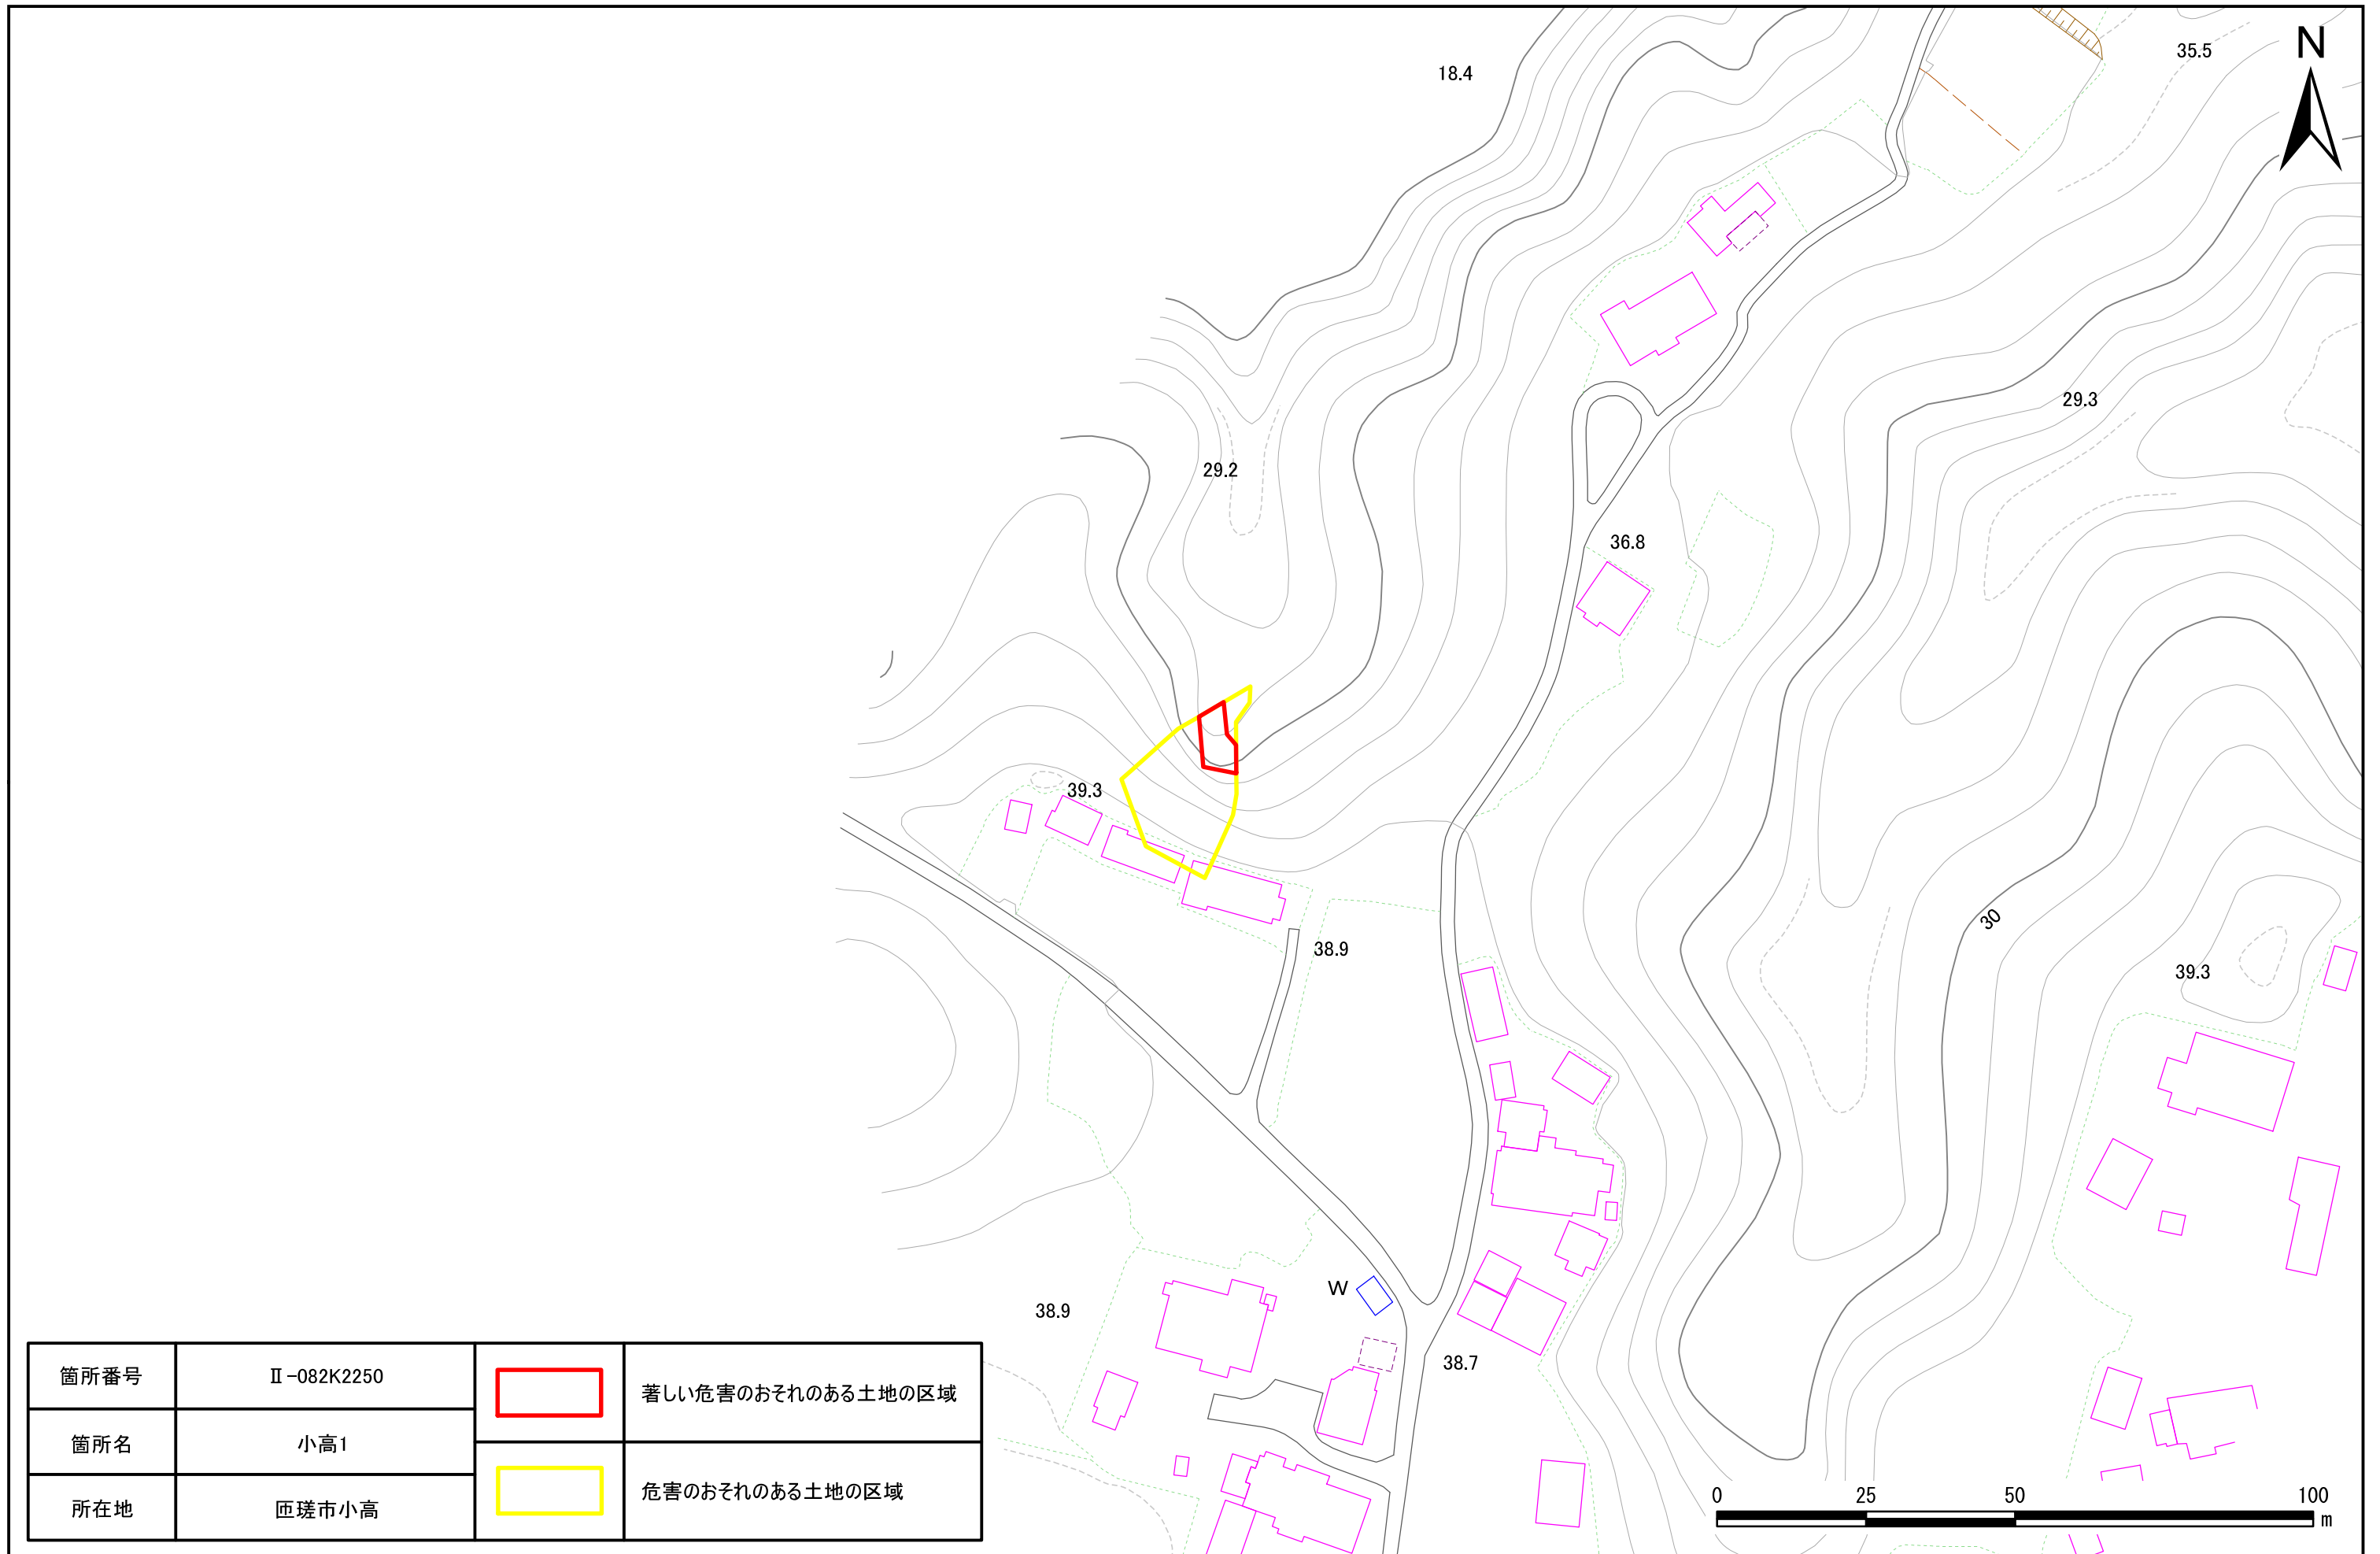 18.4
35.5
N
29.3
29.2
36.8
39.3
30
38.9
39.3
W
38.9
38.7
箇所番号 Ⅱ-082K2250
著しい危害のおそれのある土地の区域
箇所名 小高1
危害のおそれのある土地の区域
所在地 匝瑳市小高
0 25 50 100
m